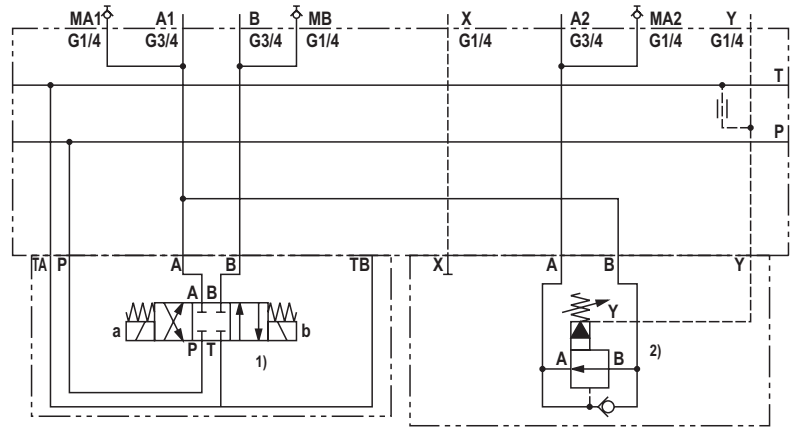 MA1 A1 B MB X A2 MA2 Y
G1/4 G3/4 G3/4 G1/4 G1/4 G3/4 G1/4 G1/4
T
P
TA P A B TB X A B Y
A B
Y
a b
P T 1)
A B 2)